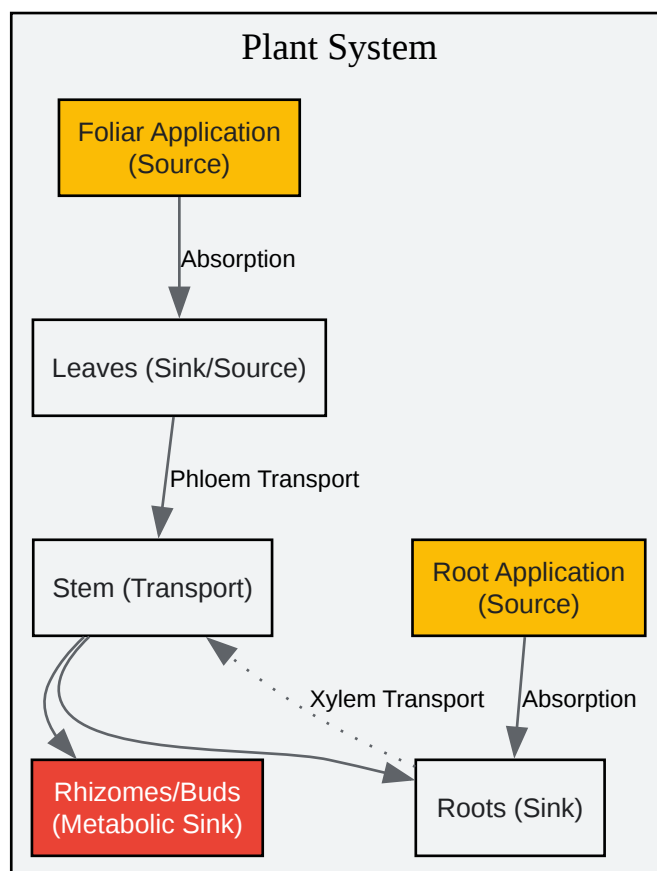 Plant System
Foliar Application
(Source)
Absorption
Leaves (Sink/Source)
Phloem Transport
Stem (Transport)
Root Application
(Source)
Xylem Transport
Absorption
Rhizomes/Buds
(Metabolic Sink)
Roots (Sink)